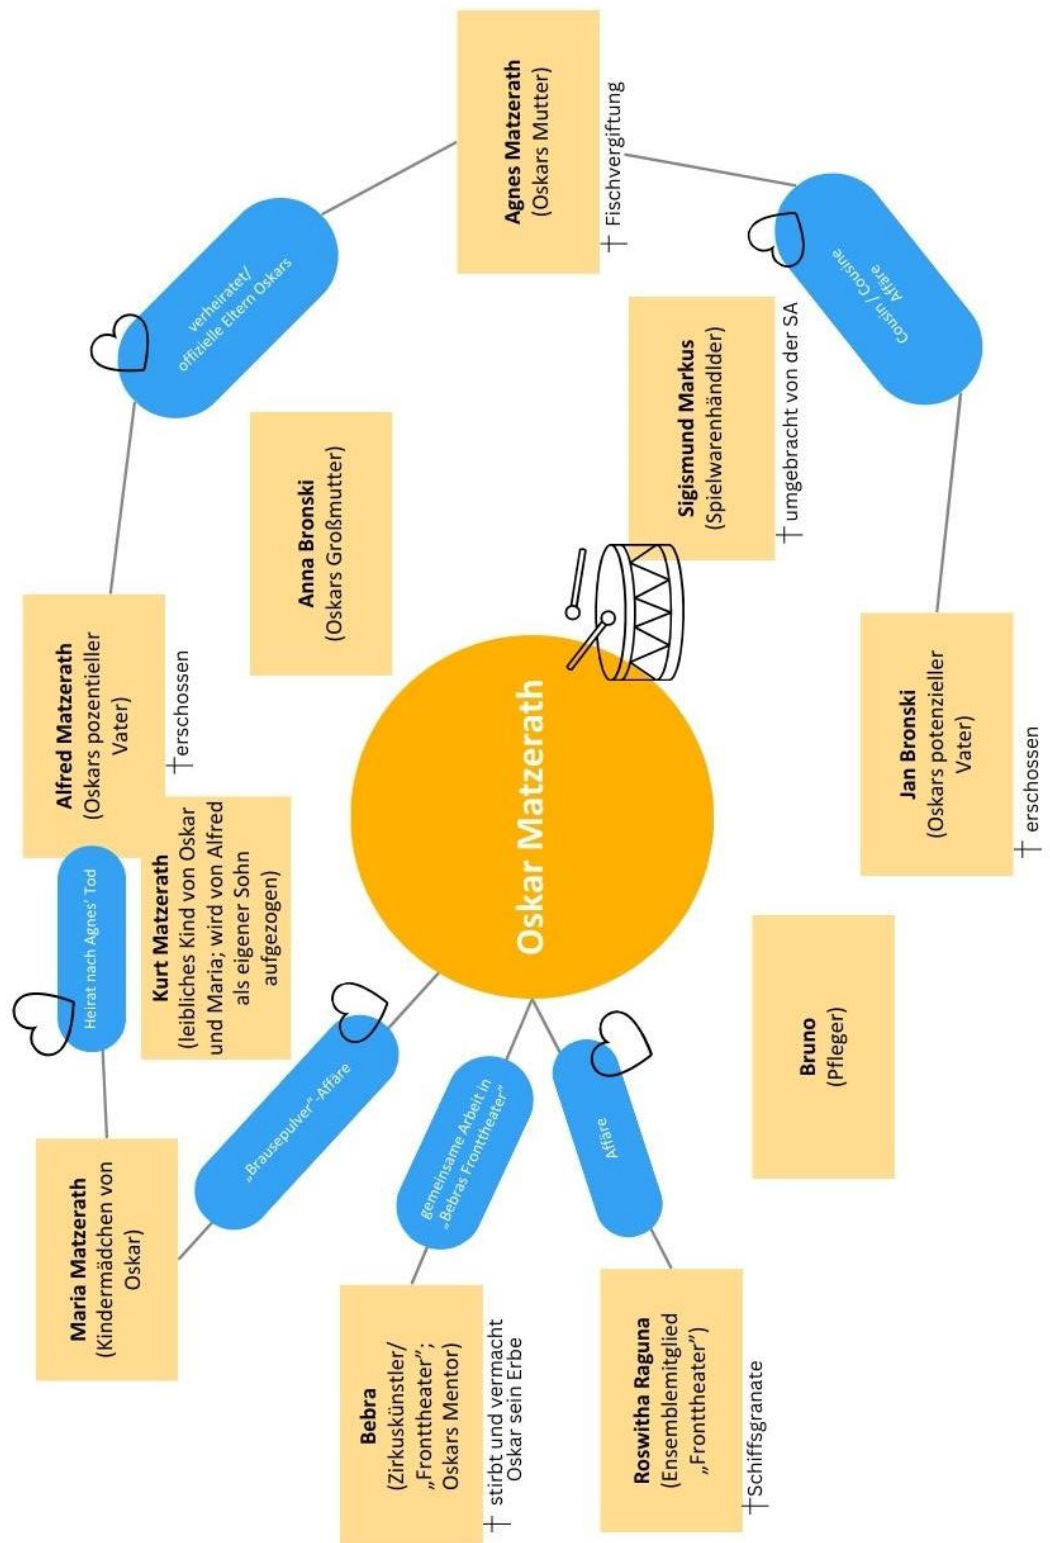 Maria Matzerath
(Kindermädchen von
Oskar)
Heirat nach Agnes’ Tod
Alfred Matzerath
(Oskars pozentieller
Vater)
erschossen
verheiratet/
offizielle Eltern Oskars
Agnes Matzerath
(Oskars Mutter)
Fischvergiftung
Kurt Matzerath
(leibliches Kind von Oskar
und Maria; wird von Alfred
als eigener Sohn
aufgezogen)
„Brausepulver“-Affäre
Anna Bronski
(Oskars Großmutter)
Bebra
(Zirkuskünstler/
„Fronttheater“;
Oskars Mentor)
stirbt und vermacht
Oskar sein Erbe
gemeinsame Arbeit in
„Bebras Fronttheater“
Oskar Matzerath
Sigismund Markus
(Spielwarenhändlder)
umgebracht von der SA
Roswitha Raguna
(Ensemblemitglied
„Fronttheater“)
Schiffsgranate
Affäre
Bruno
(Pfleger)
Jan Bronski
(Oskars potenzieller
Vater)
erschossen
Cousin / Cousine
Affäre